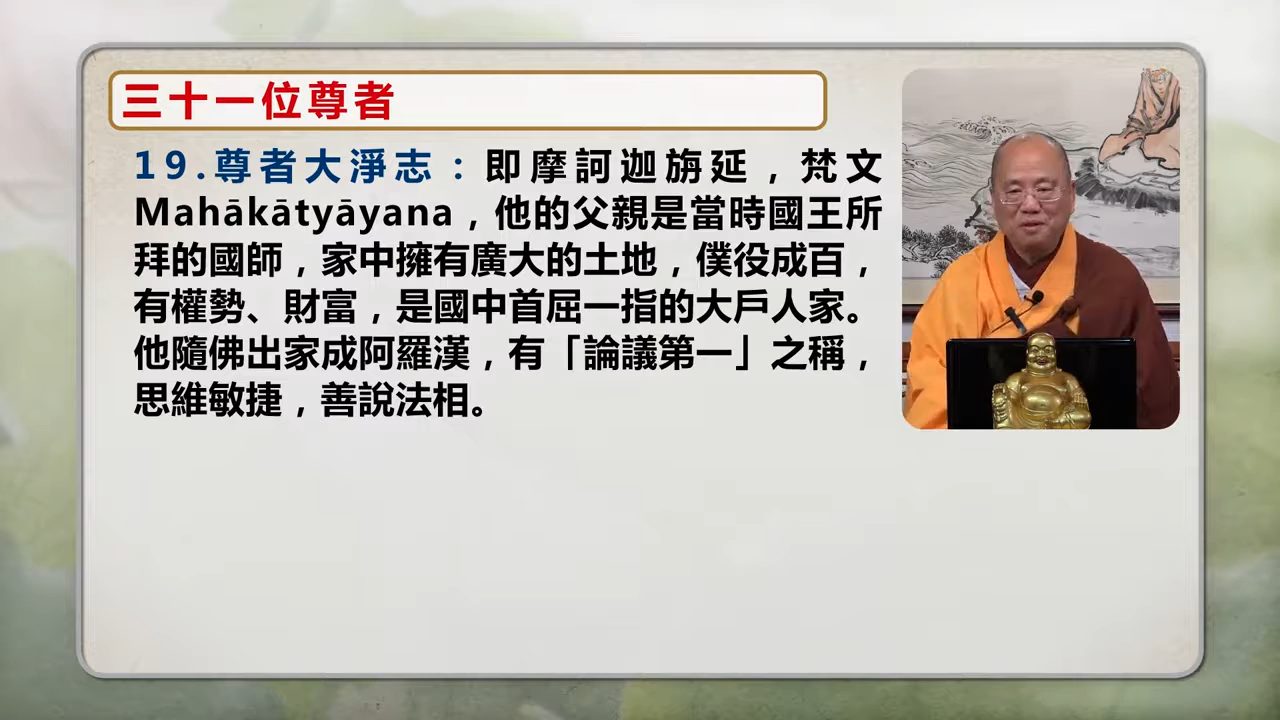 三十一位尊者
19.尊者大淨志：即摩訶迦旃延，梵文
Mahākātyāyana，他的父親是當時國王所
拜的國師，家中擁有廣大的土地，僕役成百，
有權勢、財富，是國中首屈一指的大戶人家。
他隨佛出家成阿羅漢，有「論議第一」之稱，
思維敏捷，善說法相。